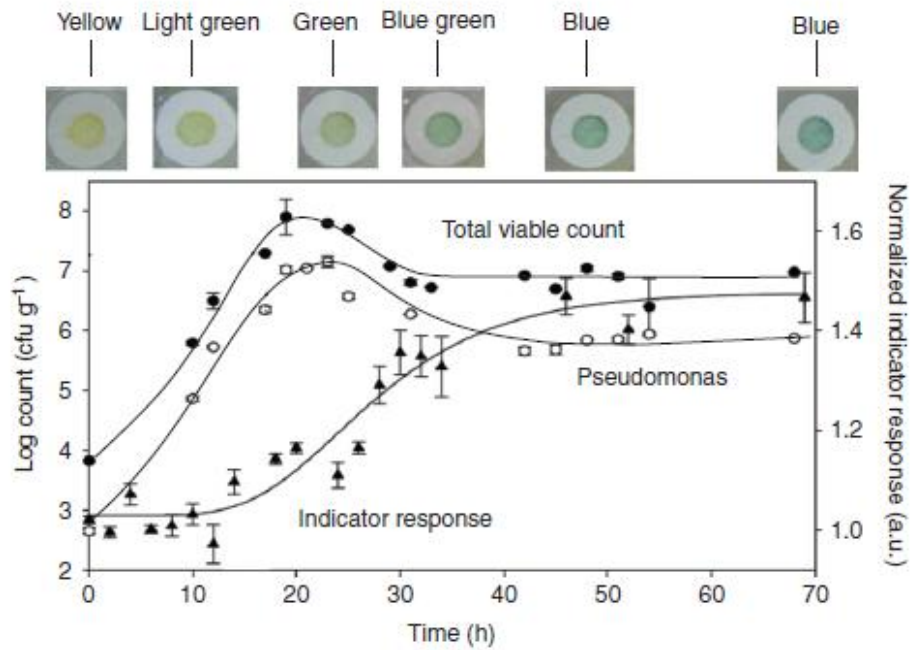 Yellow Light green Green Blue green Blue Blue
8
7
6
5
4
3
2
Log count (cfu g⁻¹)
Total viable count
Pseudomonas
Indicator response
1.6
1.4
1.2
1.0
Normalized indicator response (a.u.)
0 10 20 30 40 50 60 70
Time (h)